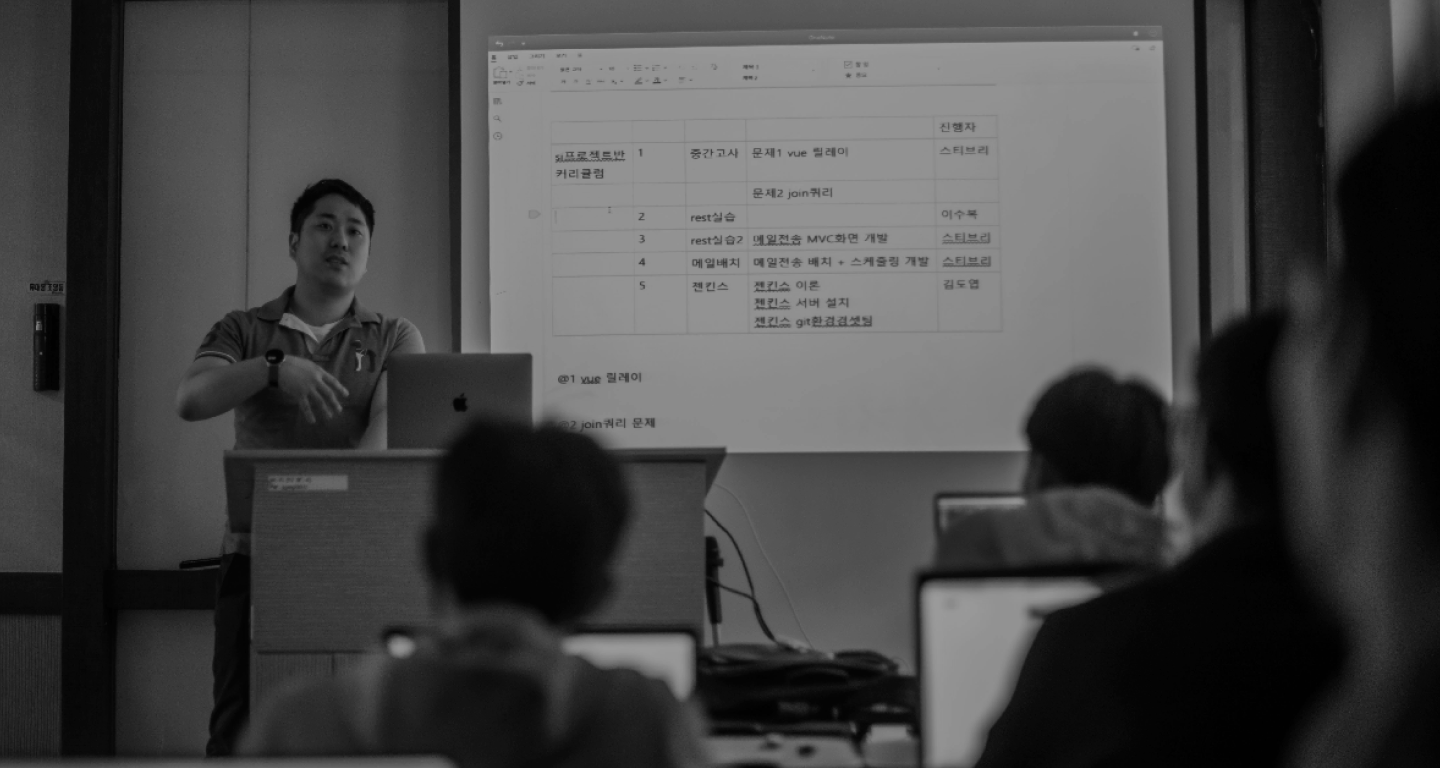 진행자
si프로젝트반 1 중간고사 문제1 vue 릴레이 스티브리
커리큘럼
문제2 join쿼리
2 rest실습 이수복
3 rest실습2 메일전송 MVC화면 개발 스티브리
4 메일배치 메일전송 배치 + 스케줄링 개발 스티브리
5 젠킨스 젠킨스 이론 김도엽
젠킨스 서버 설치
젠킨스 git환경경셋팅
@1 vue 릴레이
@2 join쿼리 문제